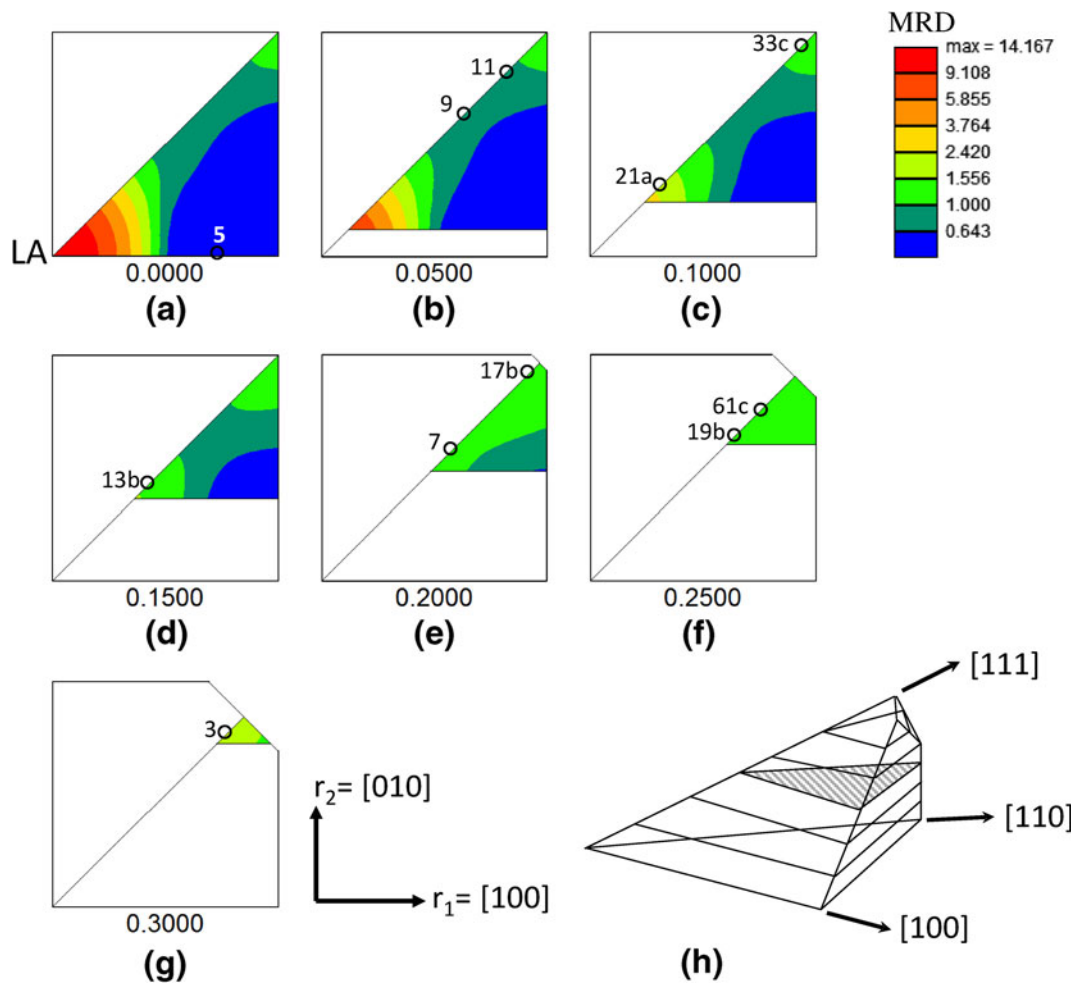 MRD
max = 14.167
9.108
5.855
3.764
2.420
1.556
1.000
0.643
LA
5
0.0000
(a)
11
9
0.0500
(b)
33c
21a
0.1000
(c)
13b
0.1500
(d)
17b
7
0.2000
(e)
61c
19b
0.2500
(f)
3
0.3000
(g)
r₂= [010]
r₁= [100]
[111]
[110]
[100]
(h)